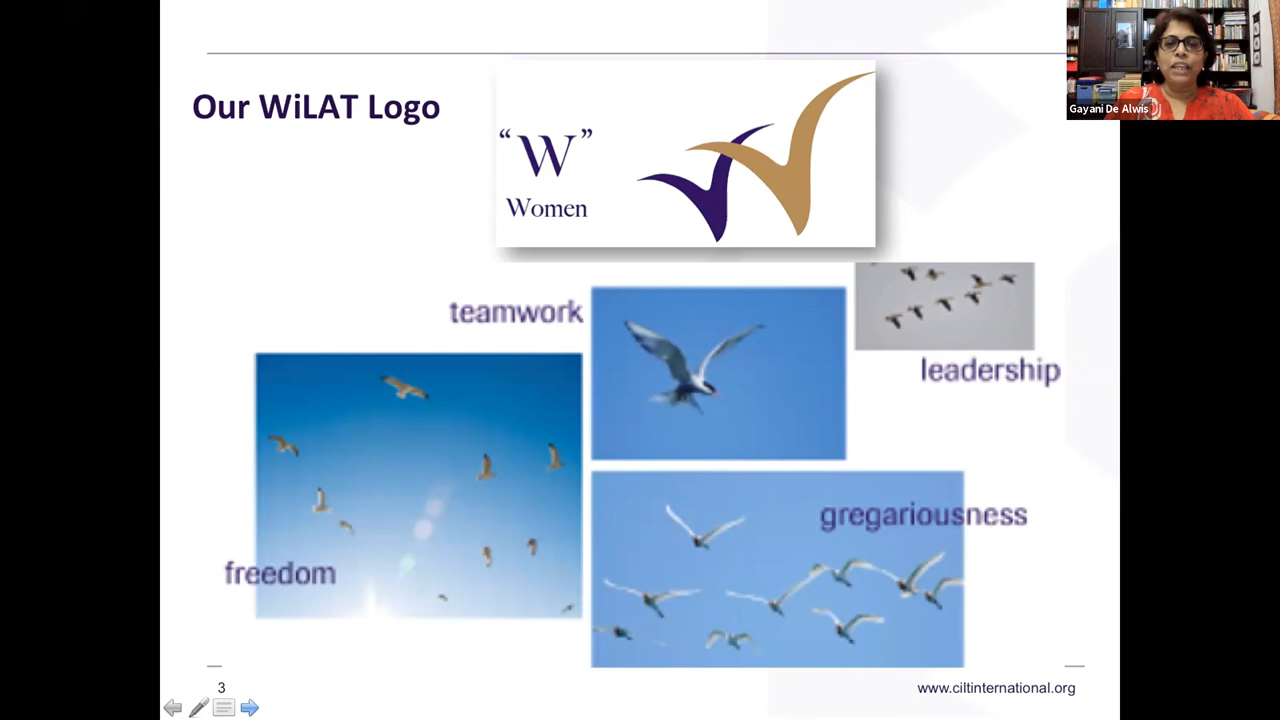 Gayani De Alwis
Our WiLAT Logo
“W”
Women
teamwork
leadership
gregariousness
freedom
3
www.ciltinternational.org